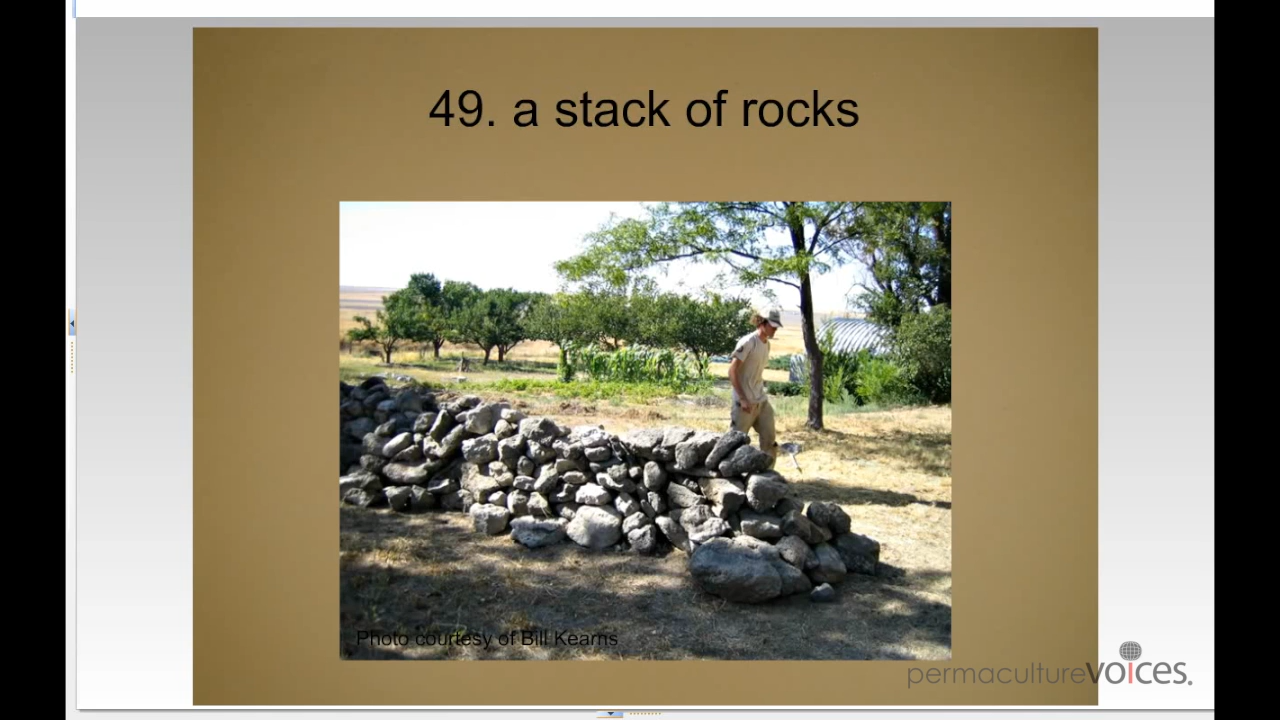 49. a stack of rocks
Photo courtesy of Bill Kearns
permaculturevoices.